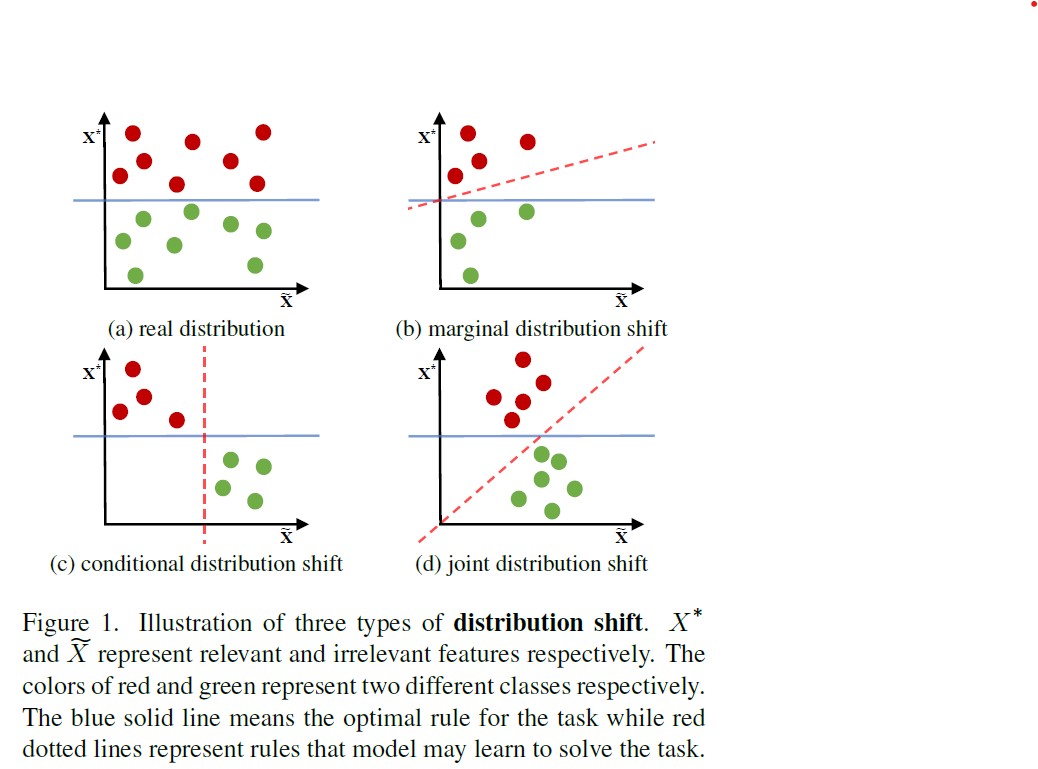 X*
X*
X̃
X̃
(a) real distribution
(b) marginal distribution shift
X*
X*
X̃
X̃
(c) conditional distribution shift
(d) joint distribution shift
Figure 1. Illustration of three types of distribution shift. X*
and X̃ represent relevant and irrelevant features respectively. The
colors of red and green represent two different classes respectively.
The blue solid line means the optimal rule for the task while red
dotted lines represent rules that model may learn to solve the task.